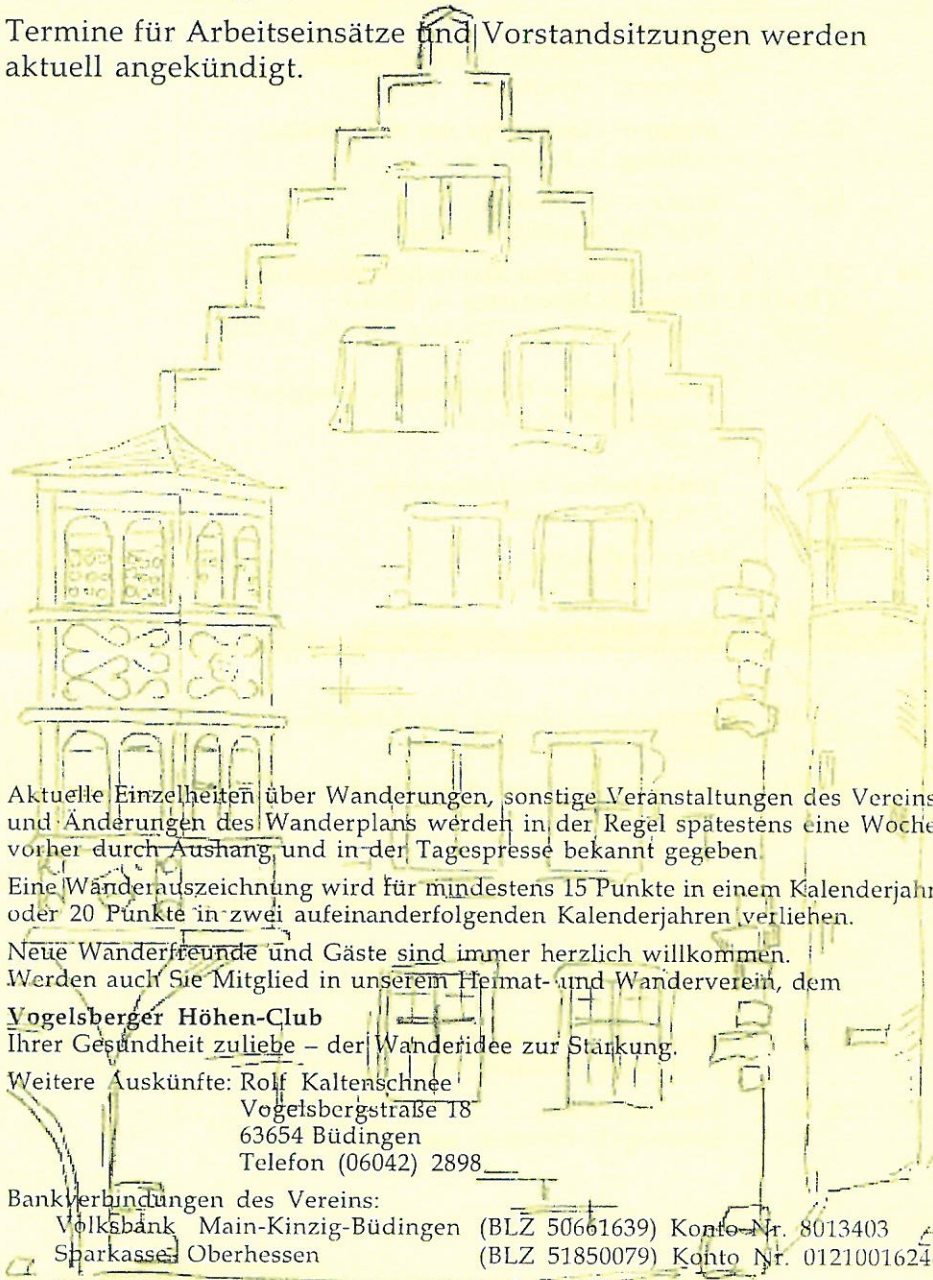 Termine für Arbeitseinsätze und Vorstandsitzungen werden
aktuell angekündigt.
Aktuelle Einzelheiten über Wanderungen, sonstige Veranstaltungen des Vereins
und Änderungen des Wanderplans werden in der Regel spätestens eine Woche
vorher durch Aushang und in der Tagespresse bekannt gegeben.
Eine Wanderauszeichnung wird für mindestens 15 Punkte in einem Kalenderjahr
oder 20 Punkte in zwei aufeinanderfolgenden Kalenderjahren verliehen.
Neue Wanderfreunde und Gäste sind immer herzlich willkommen.
Werden auch Sie Mitglied in unserem Heimat- und Wanderverein, dem
Vogelsberger Höhen-Club
Ihrer Gesundheit zuliebe – der Wanderidee zur Stärkung.
Weitere Auskünfte: Rolf Kaltenschnee
Vogelsbergstraße 18
63654 Büdingen
Telefon (06042) 2898
Bankverbindungen des Vereins:
Volksbank Main-Kinzig-Büdingen (BLZ 50661639) Konto-Nr. 8013403
Sparkasse Oberhessen (BLZ 51850079) Konto Nr. 0121001624